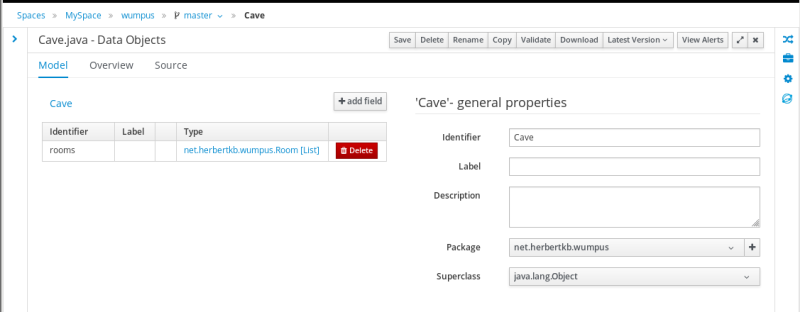 Spaces » MySpace » wumpus » master » Cave
Cave.java - Data Objects
Save Delete Rename Copy Validate Download Latest Version View Alerts
Model Overview Source
Cave
+ add field
Identifier Label Type
rooms net.herbertkb.wumpus.Room [List] Delete
'Cave'- general properties
Identifier Cave
Label
Description
Package net.herbertkb.wumpus +
Superclass java.lang.Object